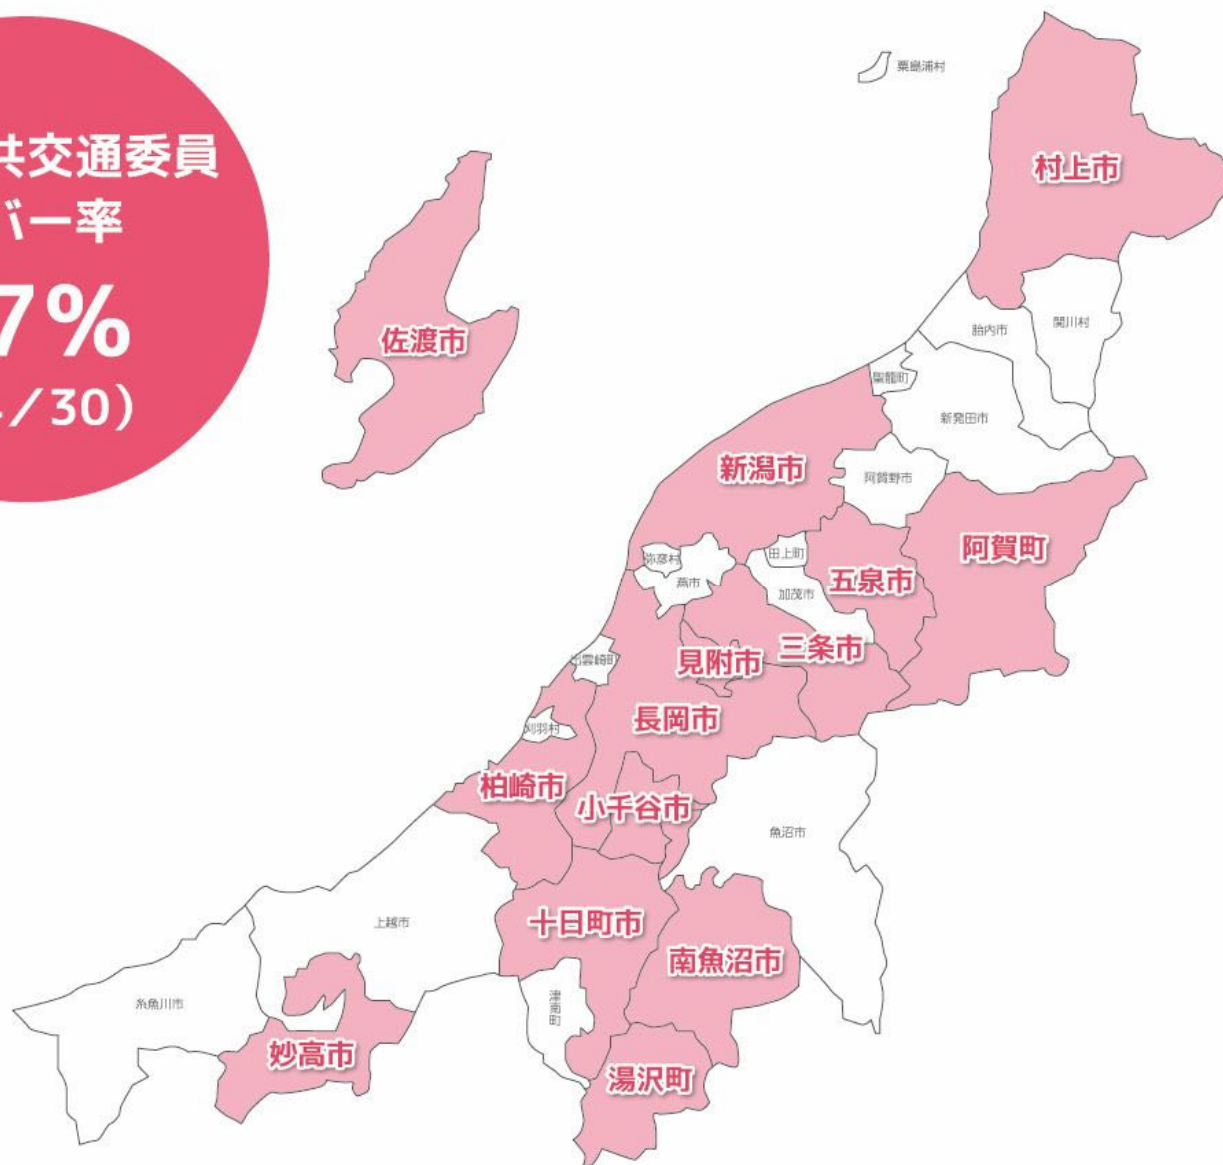 共交通委員
バー率
7%
／30）
粟島浦村
村上市
佐渡市
胎内市
関川村
聖籠町
新発田市
新潟市
阿賀野市
阿賀町
弥彦村
燕市
田上町
加茂市
五泉市
出雲崎町
見附市
三条市
長岡市
刈羽村
柏崎市
小千谷市
魚沼市
上越市
十日町市
南魚沼市
糸魚川市
津南町
妙高市
湯沢町